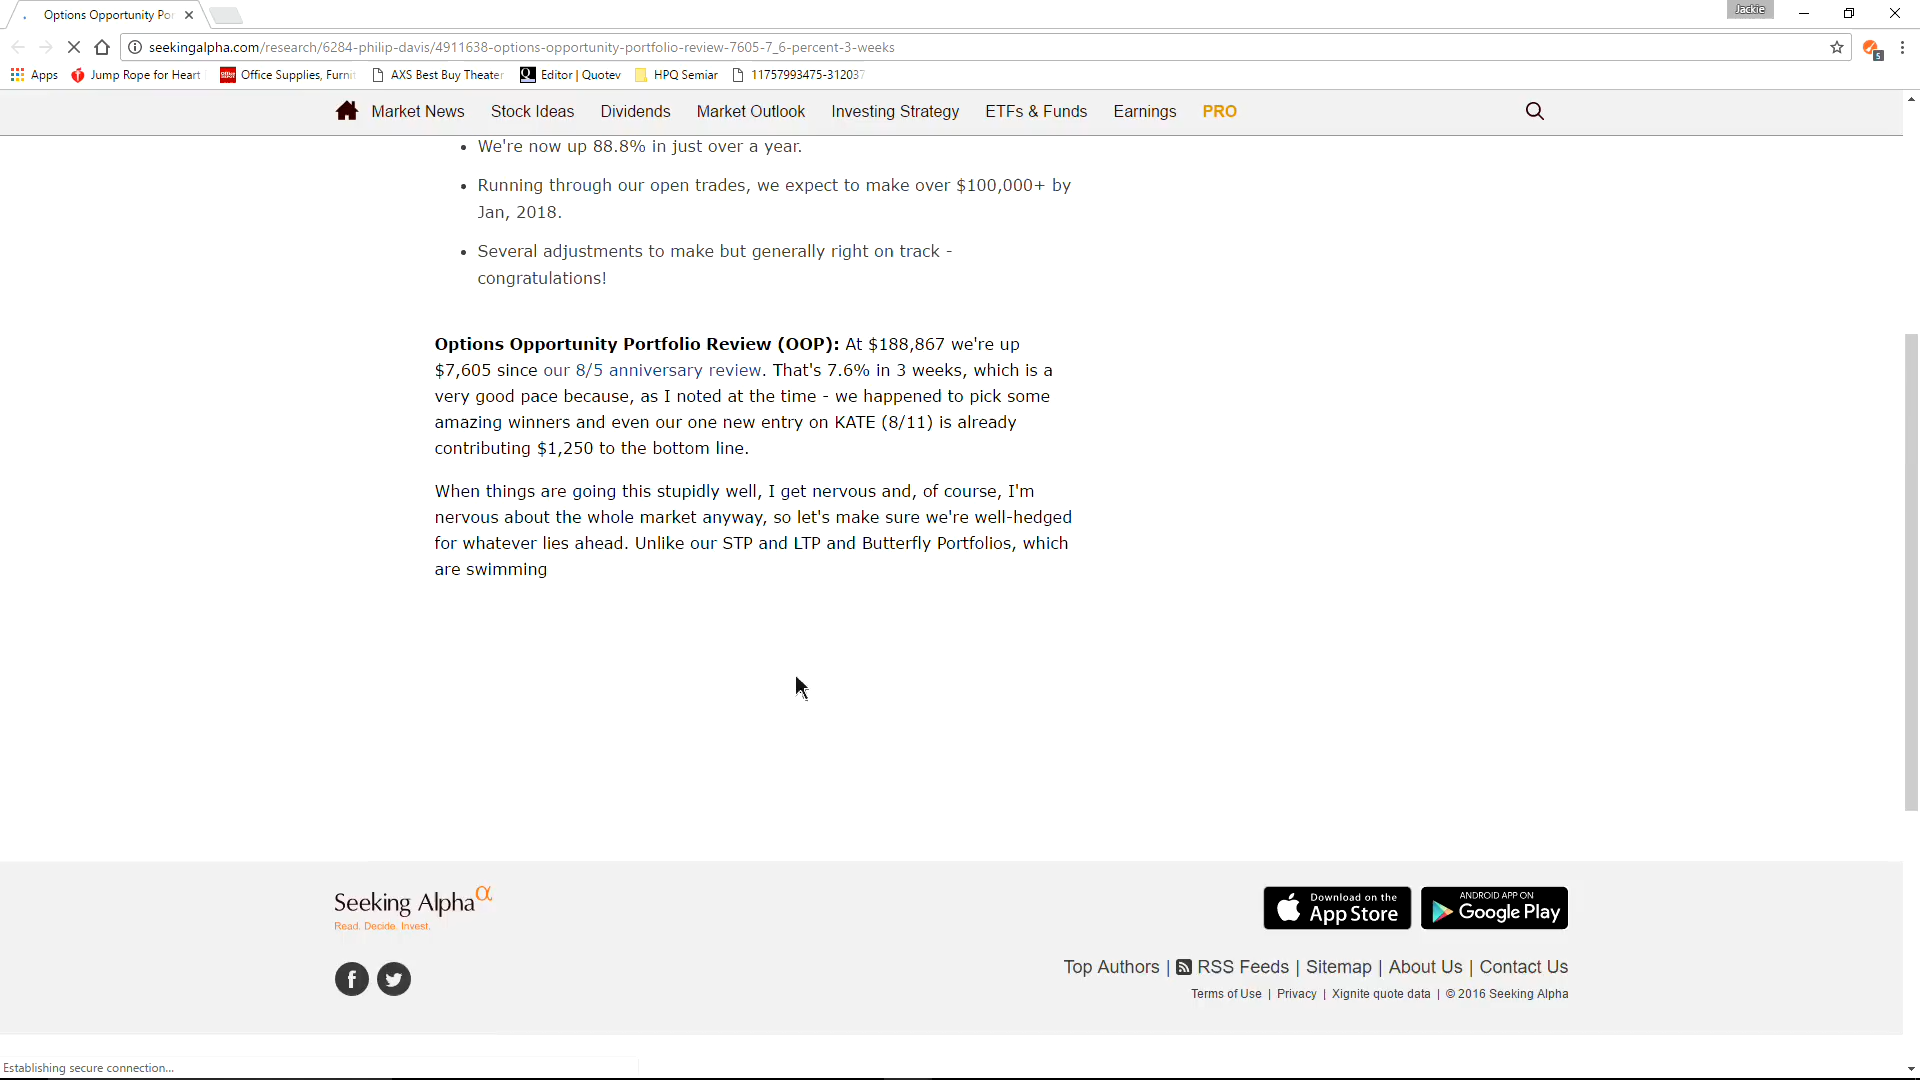 Options Opportunity Por
Jackie
seekingalpha.com/research/6284-philip-davis/4911638-options-opportunity-portfolio-review-7605-7_6-percent-3-weeks
5
Apps Jump Rope for Heart Office Supplies, Furni AXS Best Buy Theater Editor | Quotev HPQ Semiar 11757993475-312037
Market News Stock Ideas Dividends Market Outlook Investing Strategy ETFs & Funds Earnings PRO
• We're now up 88.8% in just over a year.
• Running through our open trades, we expect to make over $100,000+ by
Jan, 2018.
• Several adjustments to make but generally right on track -
congratulations!
Options Opportunity Portfolio Review (OOP): At $188,867 we're up
$7,605 since our 8/5 anniversary review. That's 7.6% in 3 weeks, which is a
very good pace because, as I noted at the time - we happened to pick some
amazing winners and even our one new entry on KATE (8/11) is already
contributing $1,250 to the bottom line.
When things are going this stupidly well, I get nervous and, of course, I'm
nervous about the whole market anyway, so let's make sure we're well-hedged
for whatever lies ahead. Unlike our STP and LTP and Butterfly Portfolios, which
are swimming
Seeking Alpha α
Read. Decide. Invest.
Download on the
App Store
ANDROID APP ON
Google Play
Top Authors | RSS Feeds | Sitemap | About Us | Contact Us
Terms of Use | Privacy | Xignite quote data | © 2016 Seeking Alpha
Establishing secure connection...